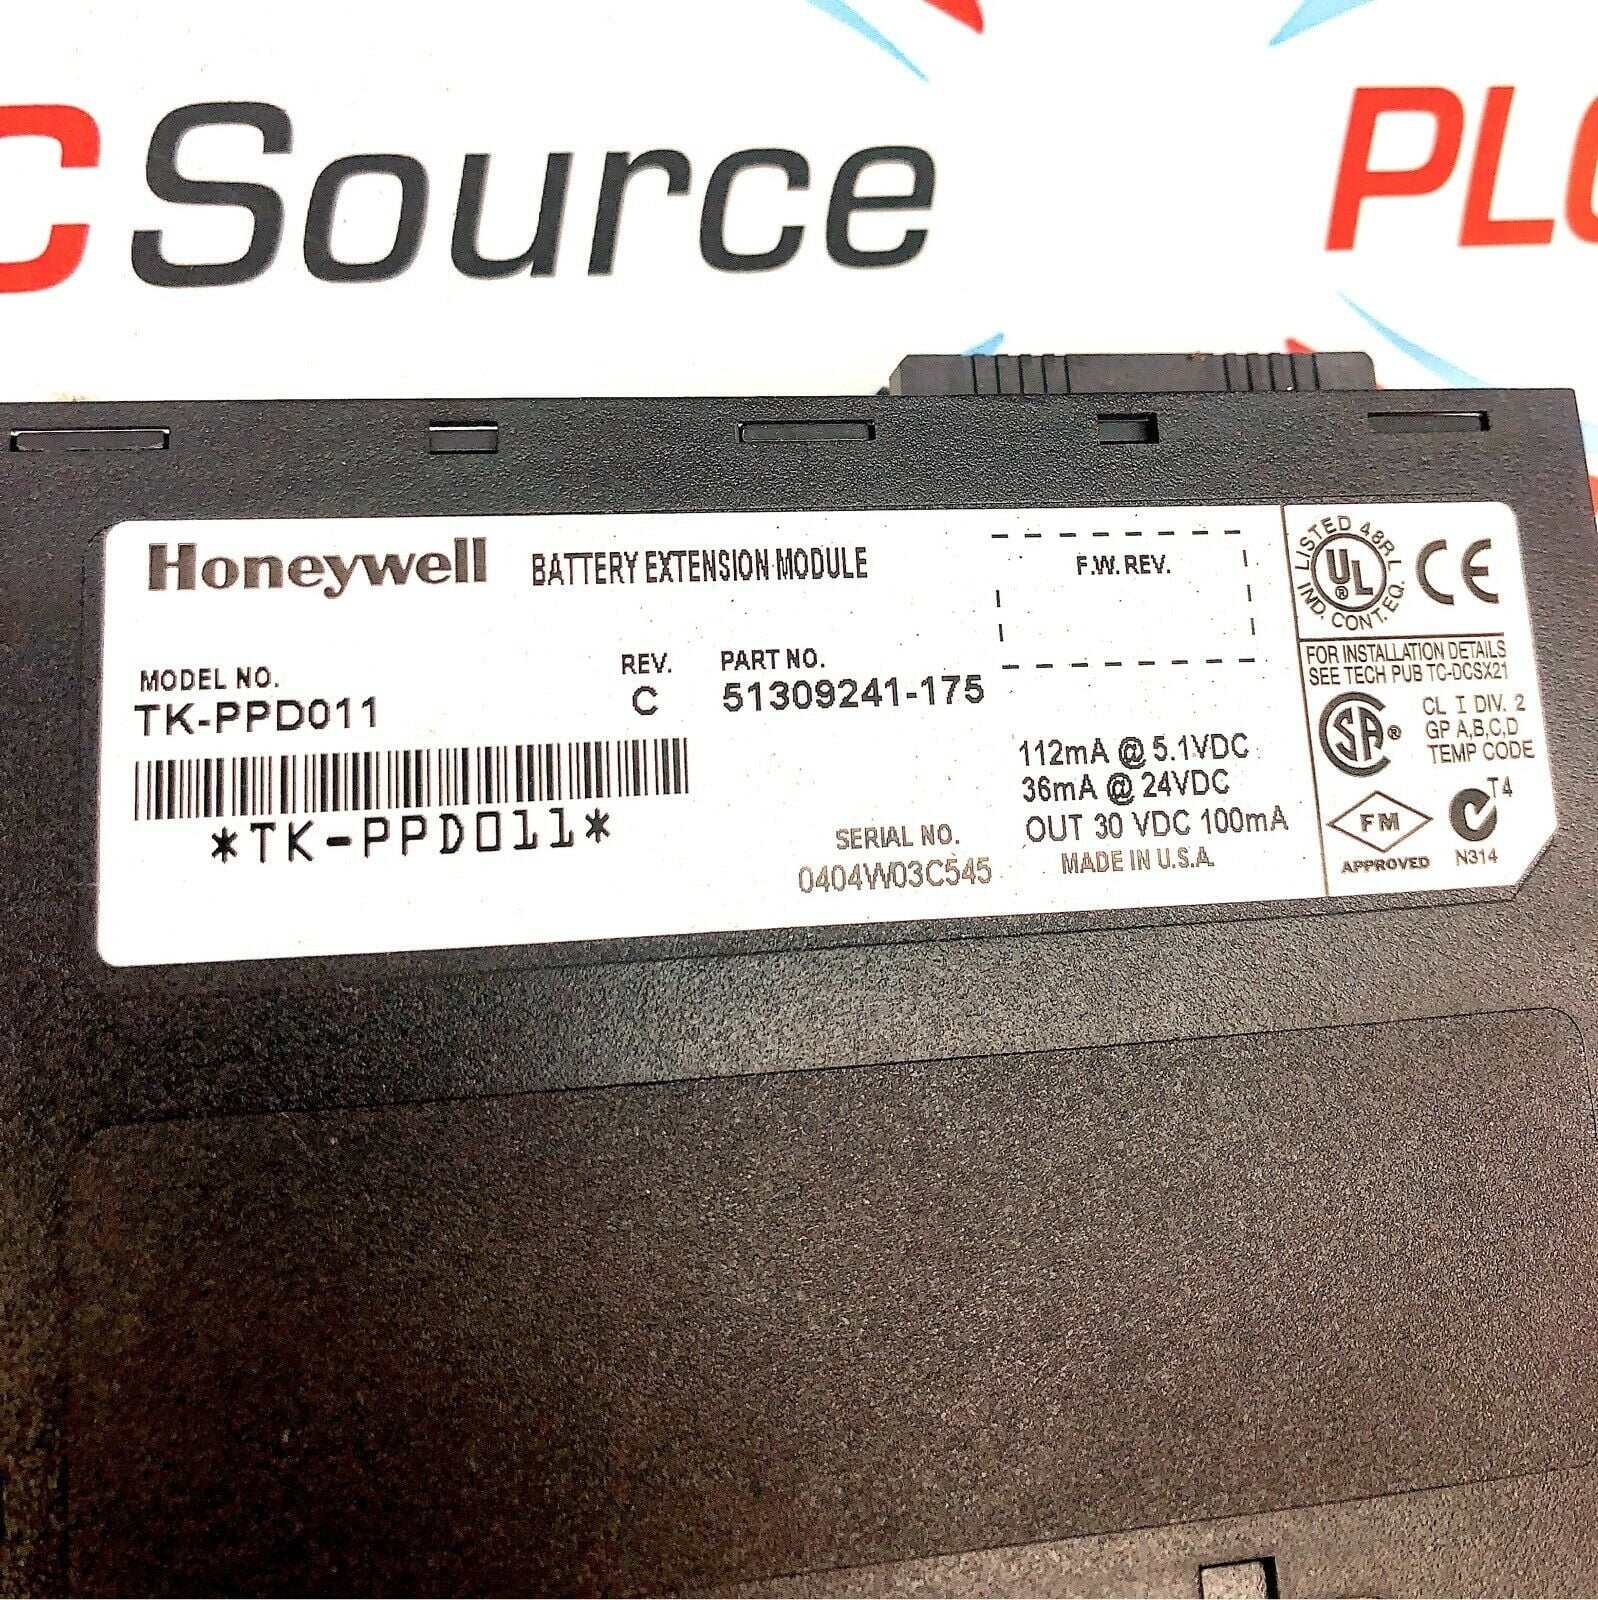 C Source
PLC
Honeywell
BATTERY EXTENSION MODULE
F.W. REV.
LISTED 48RL
UL
®
IND. CONT. EQ.
CE
MODEL NO.
TK-PPD011
REV.
C
PART NO.
51309241-175
FOR INSTALLATION DETAILS
SEE TECH PUB TC-DCSX21
*TK-PPD011*
SERIAL NO.
0404W03C545
112mA @ 5.1VDC
36mA @ 24VDC
OUT 30 VDC 100mA
MADE IN U.S.A.
SA ®
CL I DIV. 2
GP A,B,C,D
TEMP CODE
T4
FM
APPROVED
N314